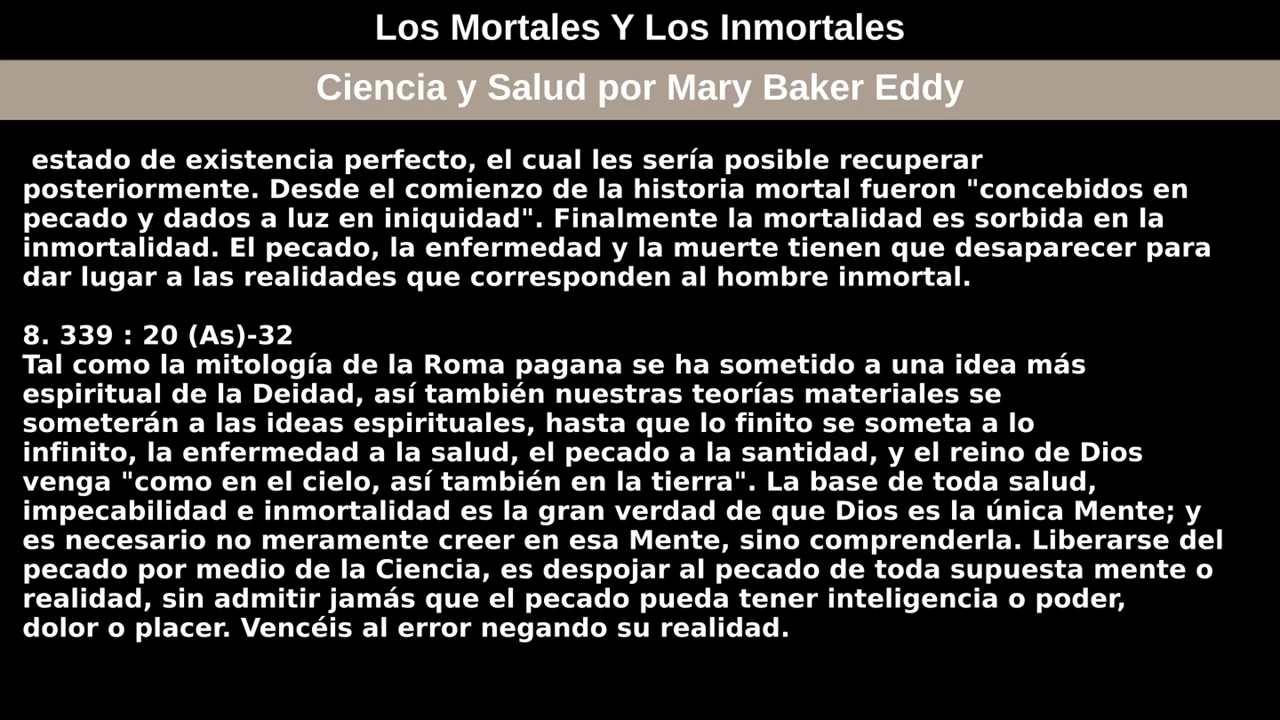 Los Mortales Y Los Inmortales
Ciencia y Salud por Mary Baker Eddy
estado de existencia perfecto, el cual les sería posible recuperar
posteriormente. Desde el comienzo de la historia mortal fueron "concebidos en
pecado y dados a luz en iniquidad". Finalmente la mortalidad es sorbida en la
inmortalidad. El pecado, la enfermedad y la muerte tienen que desaparecer para
dar lugar a las realidades que corresponden al hombre inmortal.
8. 339 : 20 (As)-32
Tal como la mitología de la Roma pagana se ha sometido a una idea más
espiritual de la Deidad, así también nuestras teorías materiales se
someterán a las ideas espirituales, hasta que lo finito se someta a lo
infinito, la enfermedad a la salud, el pecado a la santidad, y el reino de Dios
venga "como en el cielo, así también en la tierra". La base de toda salud,
impecabilidad e inmortalidad es la gran verdad de que Dios es la única Mente; y
es necesario no meramente creer en esa Mente, sino comprenderla. Liberarse del
pecado por medio de la Ciencia, es despojar al pecado de toda supuesta mente o
realidad, sin admitir jamás que el pecado pueda tener inteligencia o poder,
dolor o placer. Vencéis al error negando su realidad.